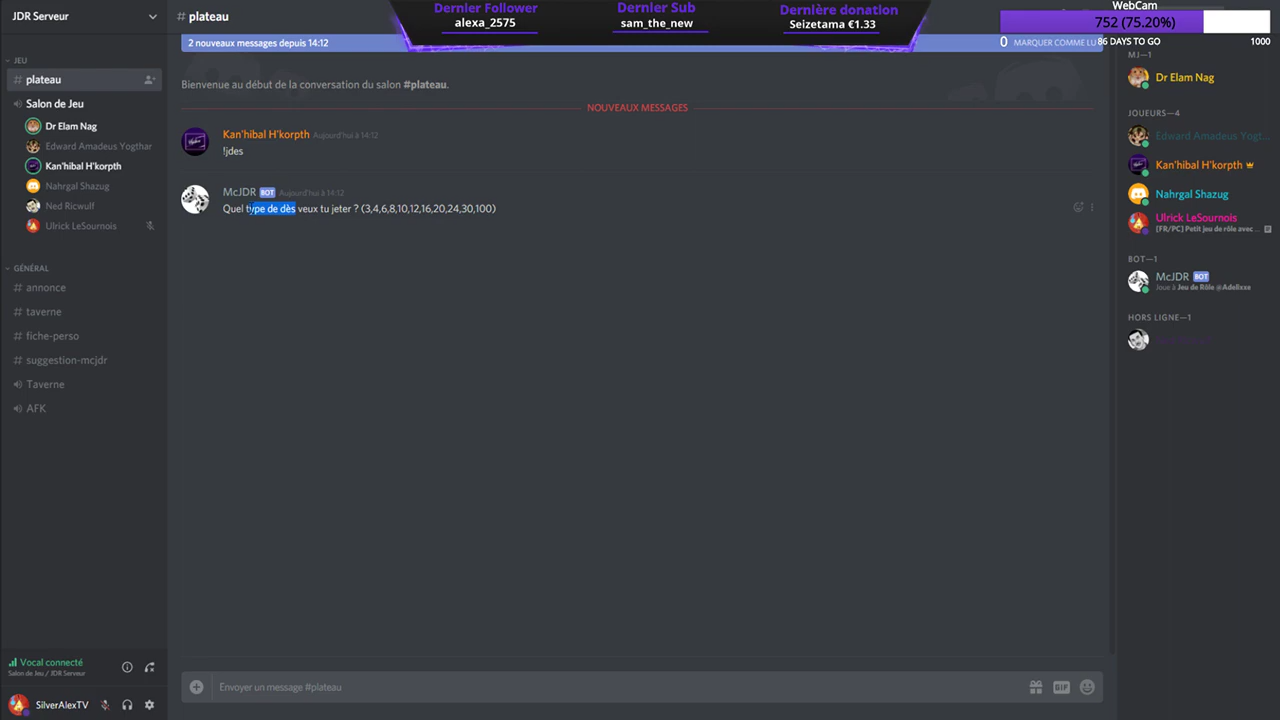 JDR Serveur
# plateau
Dernier Follower
alexa_2575
Dernier Sub
sam_the_new
Dernière donation
Seizetama €1.33
WebCam
752 (75.20%)
0
86 DAYS TO GO
1000
2 nouveaux messages depuis 14:12
MARQUER COMME LU
JEU
# plateau
Salon de Jeu
Dr Elam Nag
Edward Amadeus Yogthar
Kan'hibal H'korpth
Nahrgal Shazug
Ned Ricwulf
Ulrick LeSournois
GÉNÉRAL
# annonce
# taverne
# fiche-perso
# suggestion-mcjdr
Taverne
AFK
Vocal connecté
Salon de Jeu / JDR Serveur
SilverAlexTV
Bienvenue au début de la conversation du salon #plateau.
NOUVEAUX MESSAGES
Kan'hibal H'korpth Aujourd'hui à 14:12
!jdes
McJDR BOT Aujourd'hui à 14:12
Quel type de dès veux tu jeter ? (3,4,6,8,10,12,16,20,24,30,100)
Envoyer un message #plateau
GIF
MJ—1
Dr Elam Nag
JOUEURS—4
Edward Amadeus Yogt...
Kan'hibal H'korpth
Nahrgal Shazug
Ulrick LeSournois
[FR/PC] Petit jeu de rôle avec ...
BOT—1
McJDR BOT
Joue à Jeu de Rôle @Adelixxe
HORS LIGNE—1